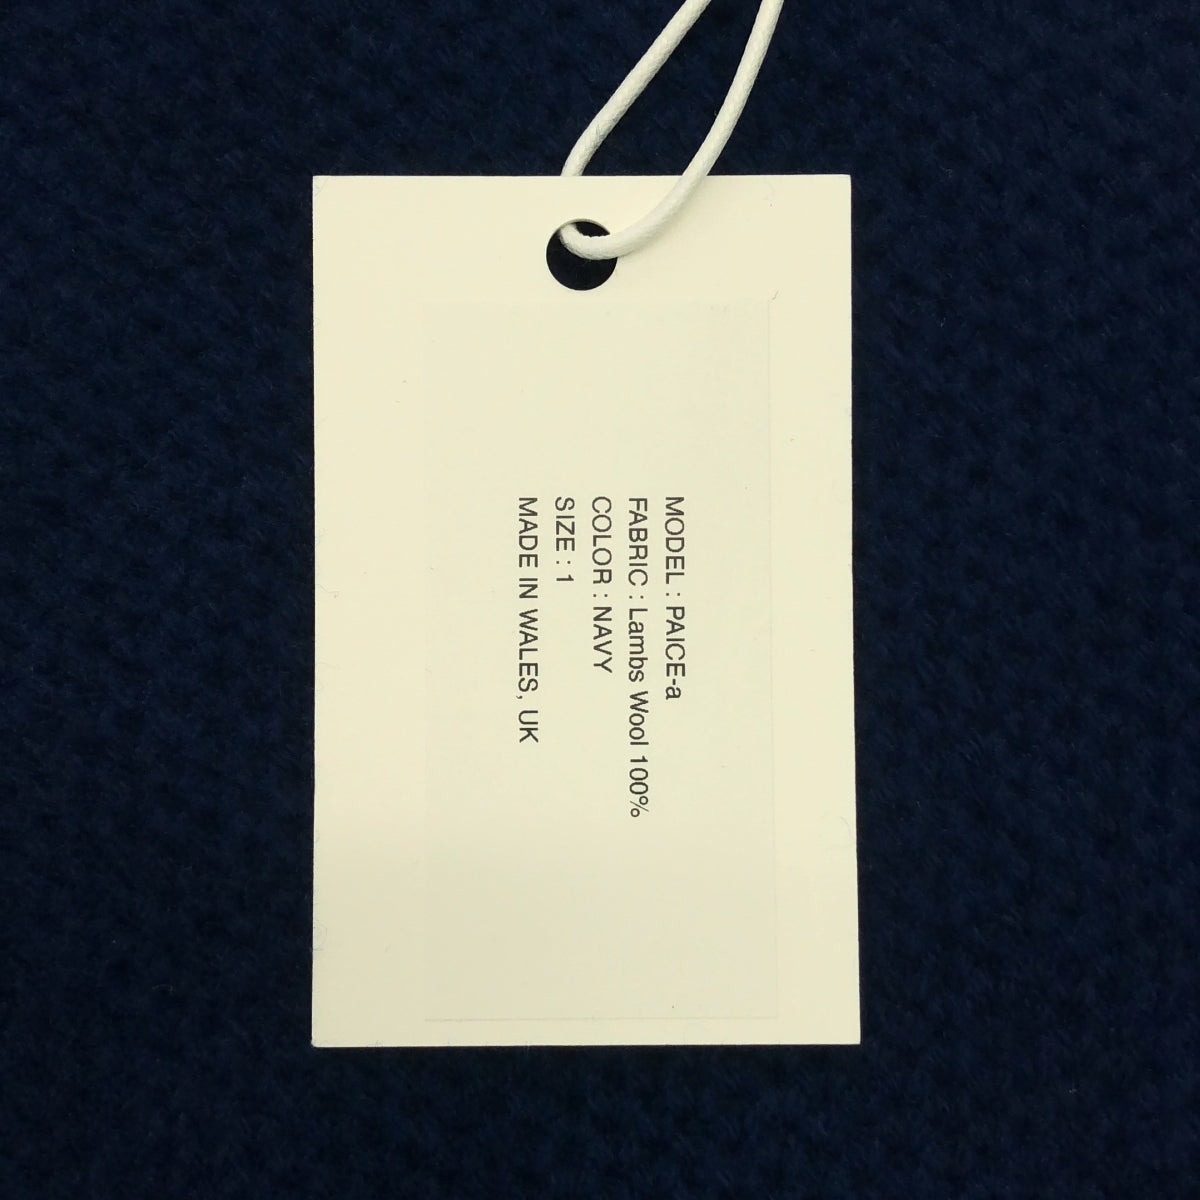 MODEL : PAICE-a
FABRIC : Lambs Wool 100%
COLOR : NAVY
SIZE : 1
MADE IN WALES, UK